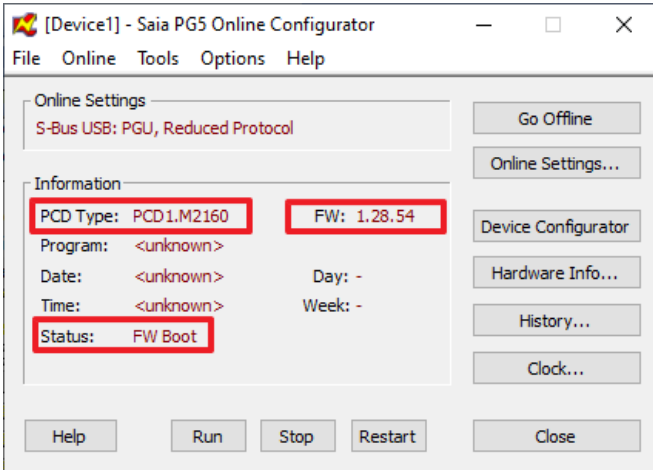 [Device1] - Saia PG5 Online Configurator
File Online Tools Options Help
Online Settings
S-Bus USB: PGU, Reduced Protocol
Go Offline
Online Settings...
Information
PCD Type: PCD1.M2160 FW: 1.28.54
Device Configurator
Program: <unknown>
Date: <unknown> Day: -
Hardware Info...
Time: <unknown> Week: -
History...
Status: FW Boot
Clock...
Help Run Stop Restart Close